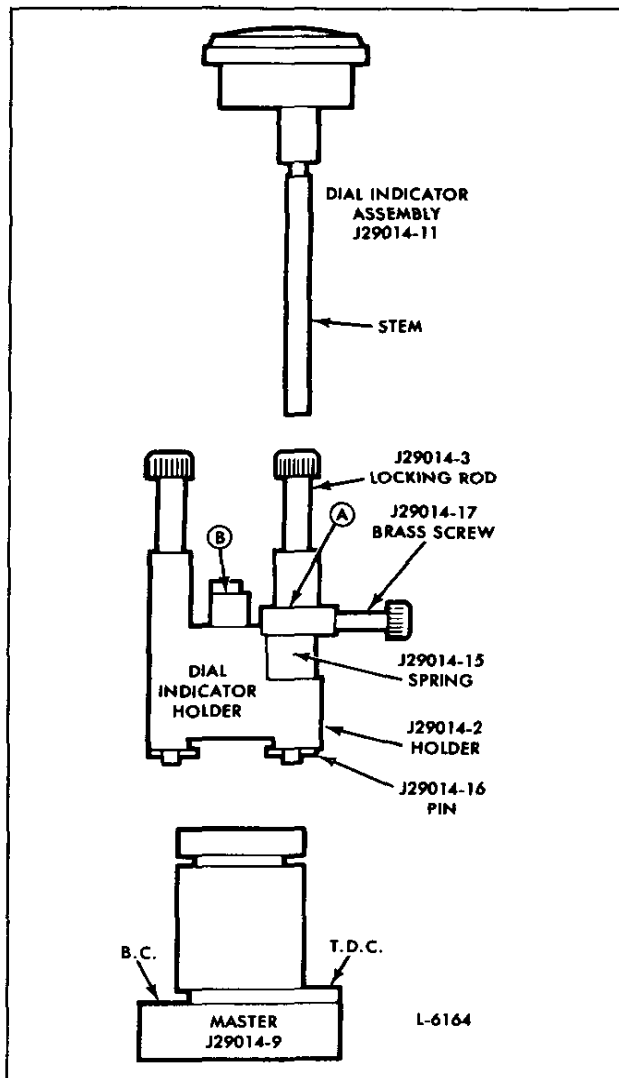 DIAL INDICATOR
ASSEMBLY
J29014-11
STEM
J29014-3
LOCKING ROD
A
J29014-17
BRASS SCREW
B
J29014-15
SPRING
DIAL
INDICATOR
HOLDER
J29014-2
HOLDER
J29014-16
PIN
B.C.
T.D.C.
MASTER
J29014-9
L-6164